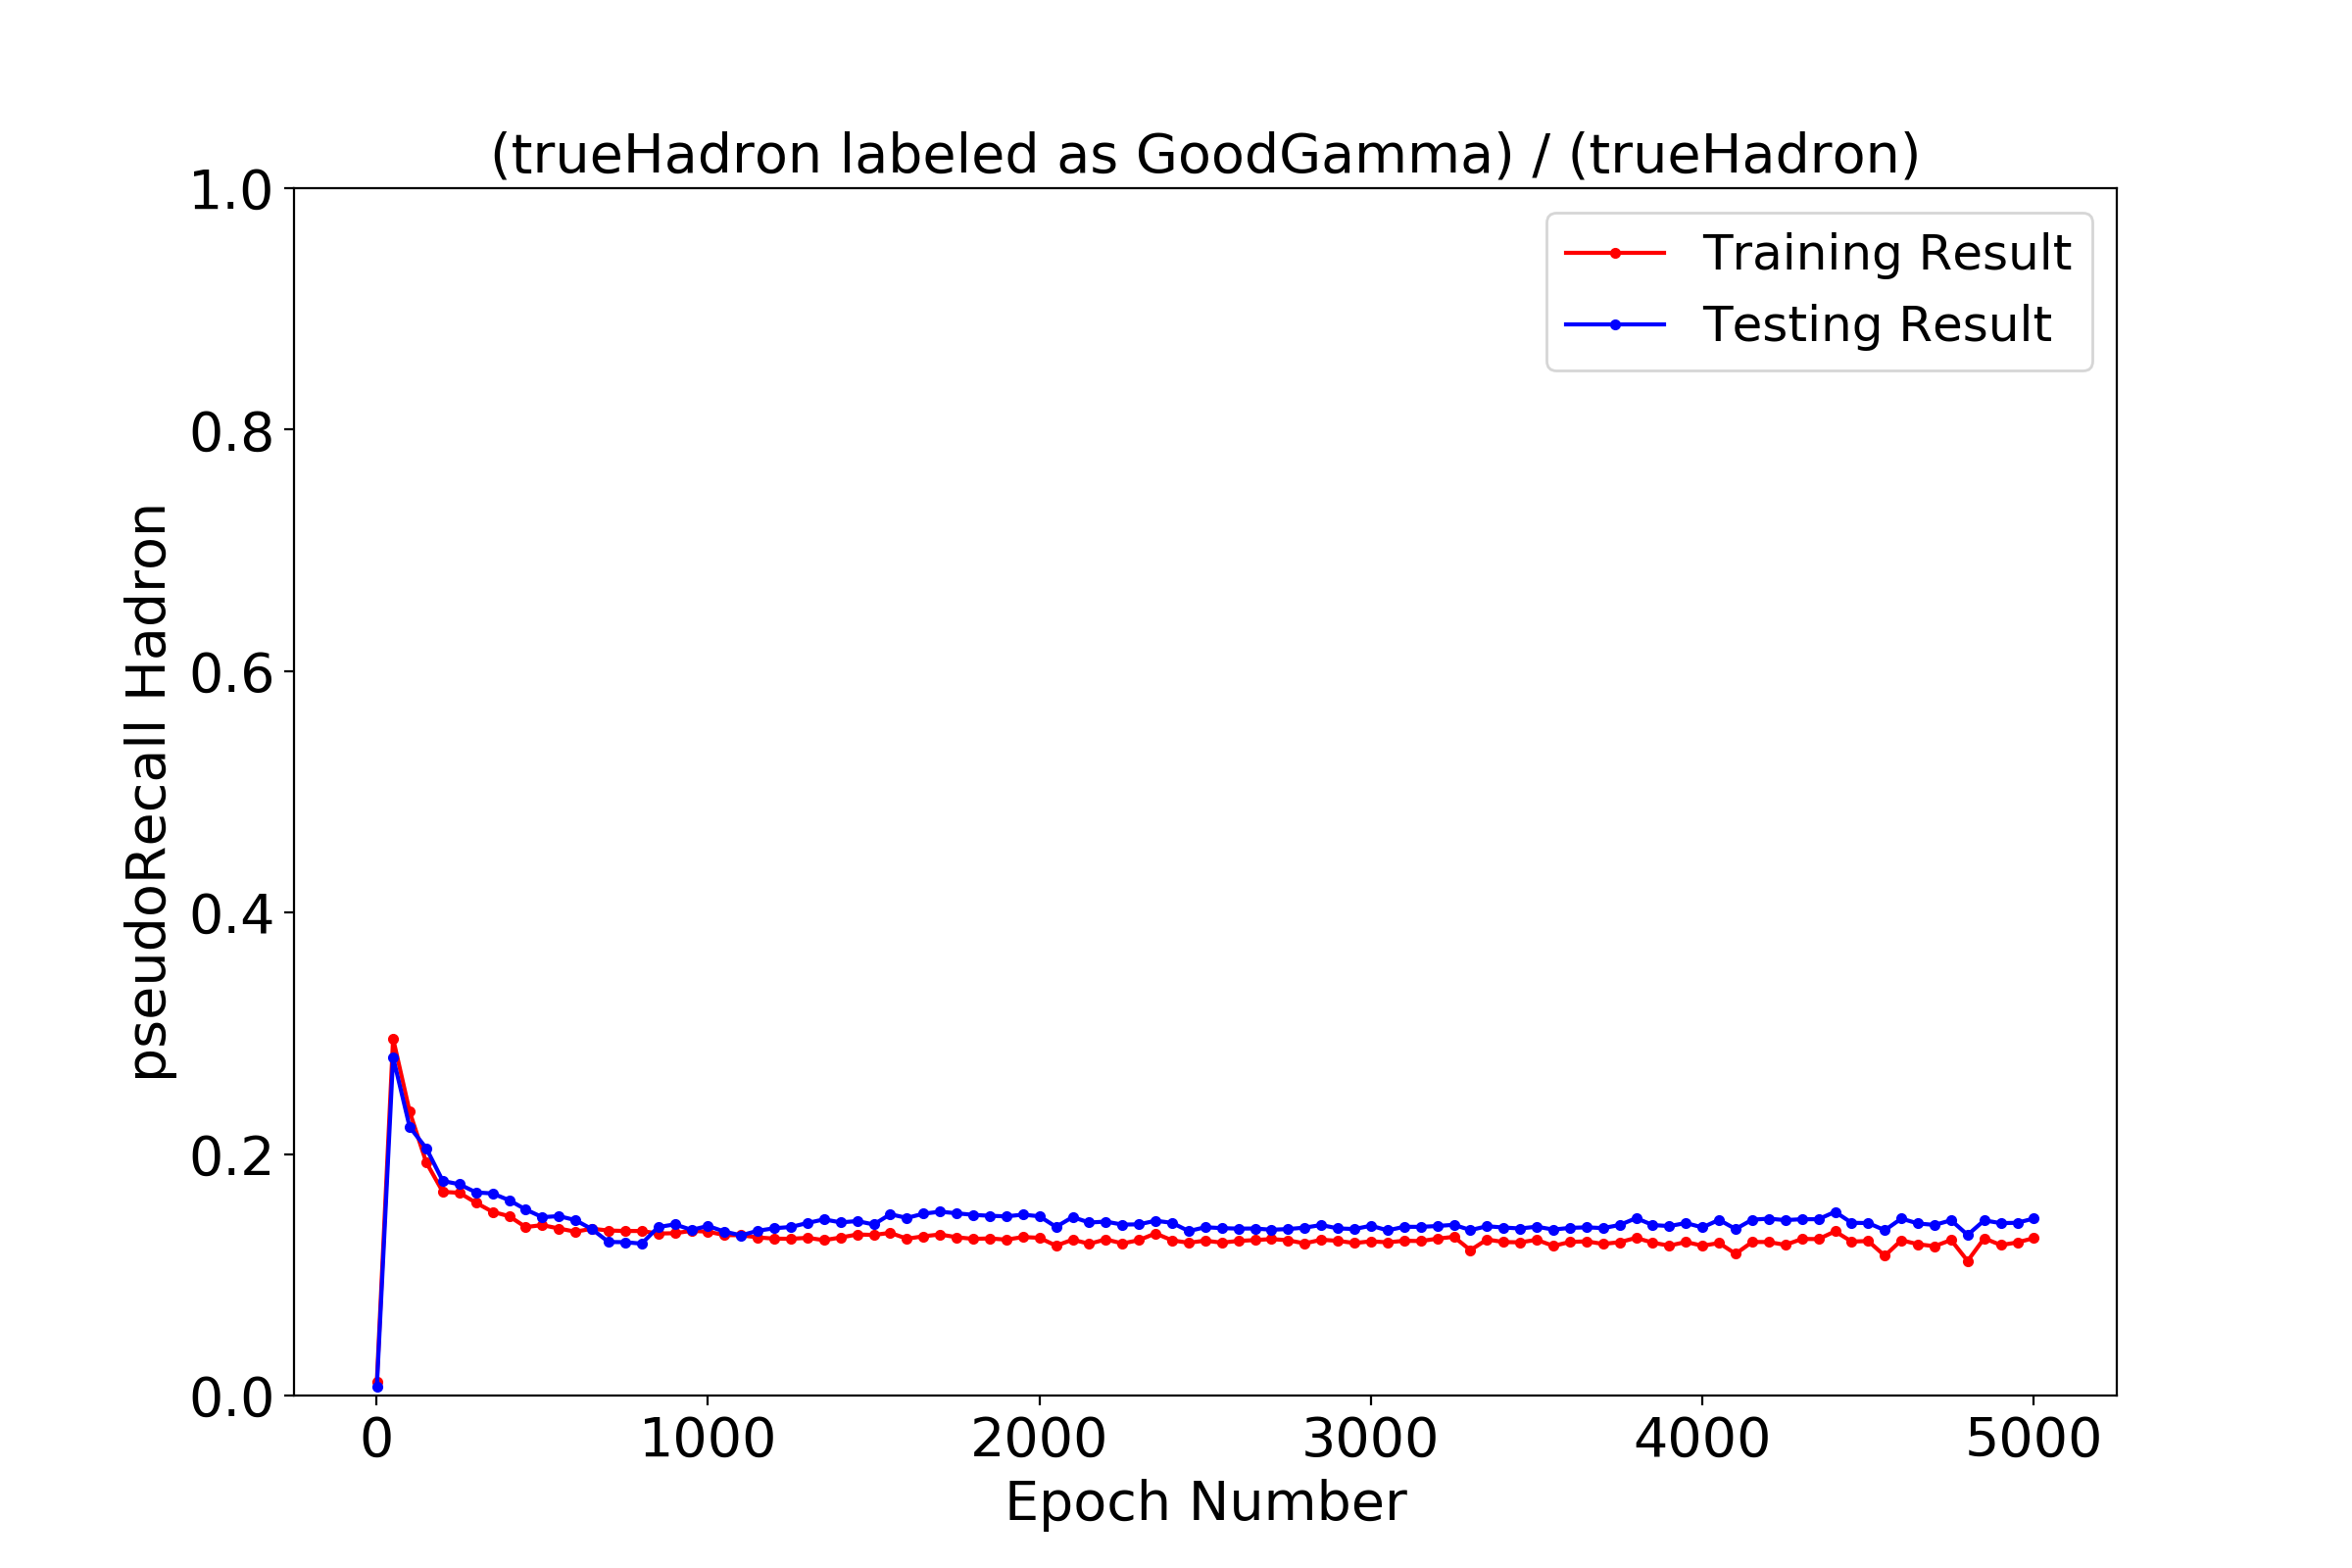 (trueHadron labeled as GoodGamma) / (trueHadron)
1.0
0.8
0.6
0.4
0.2
0.0
pseudoRecall Hadron
Training Result
Testing Result
0 1000 2000 3000 4000 5000
Epoch Number